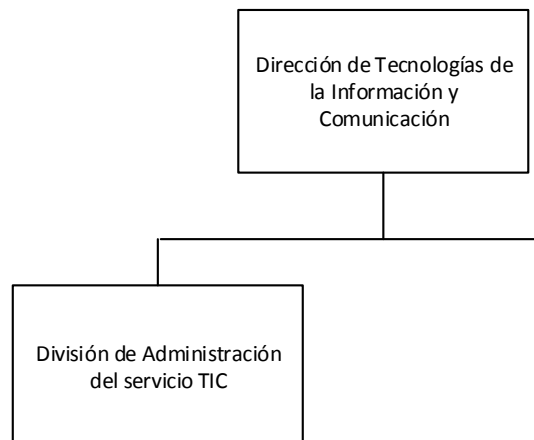 Dirección de Tecnologías de
la Información y
Comunicación
División de Administración
del servicio TIC